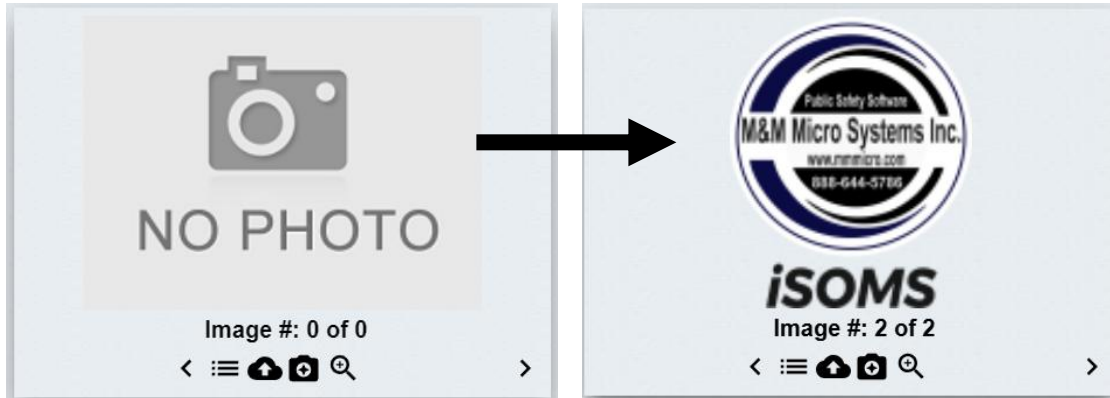 NO PHOTO
Image #: 0 of 0
Public Safety Software
M&M Micro Systems Inc.
www.mmmicro.com
888-644-5786
iSOMS
Image #: 2 of 2